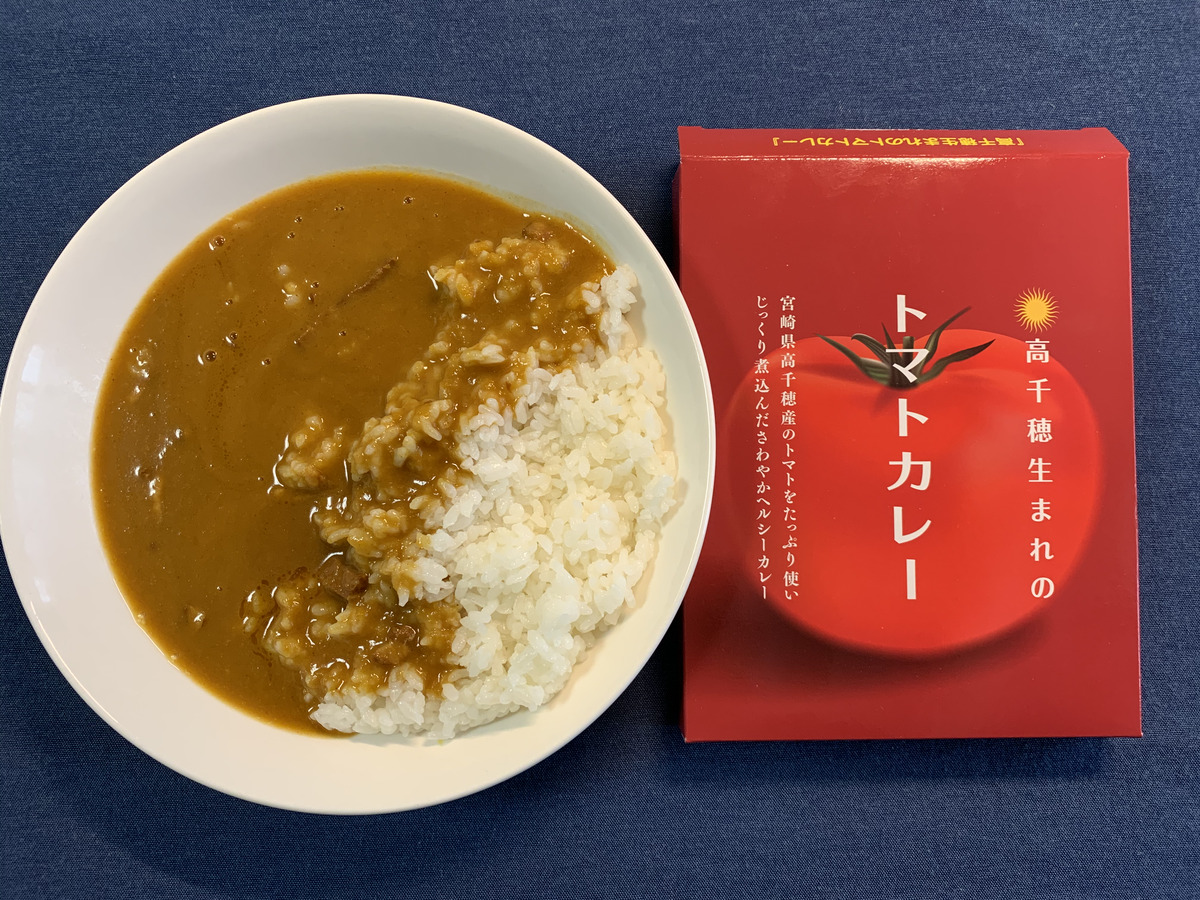 『高千穂生まれのトマトカレー』
高千穂生まれの
トマトカレー
宮崎県高千穂産のトマトをたっぷり使い
じっくり煮込んださわやかヘルシーカレー